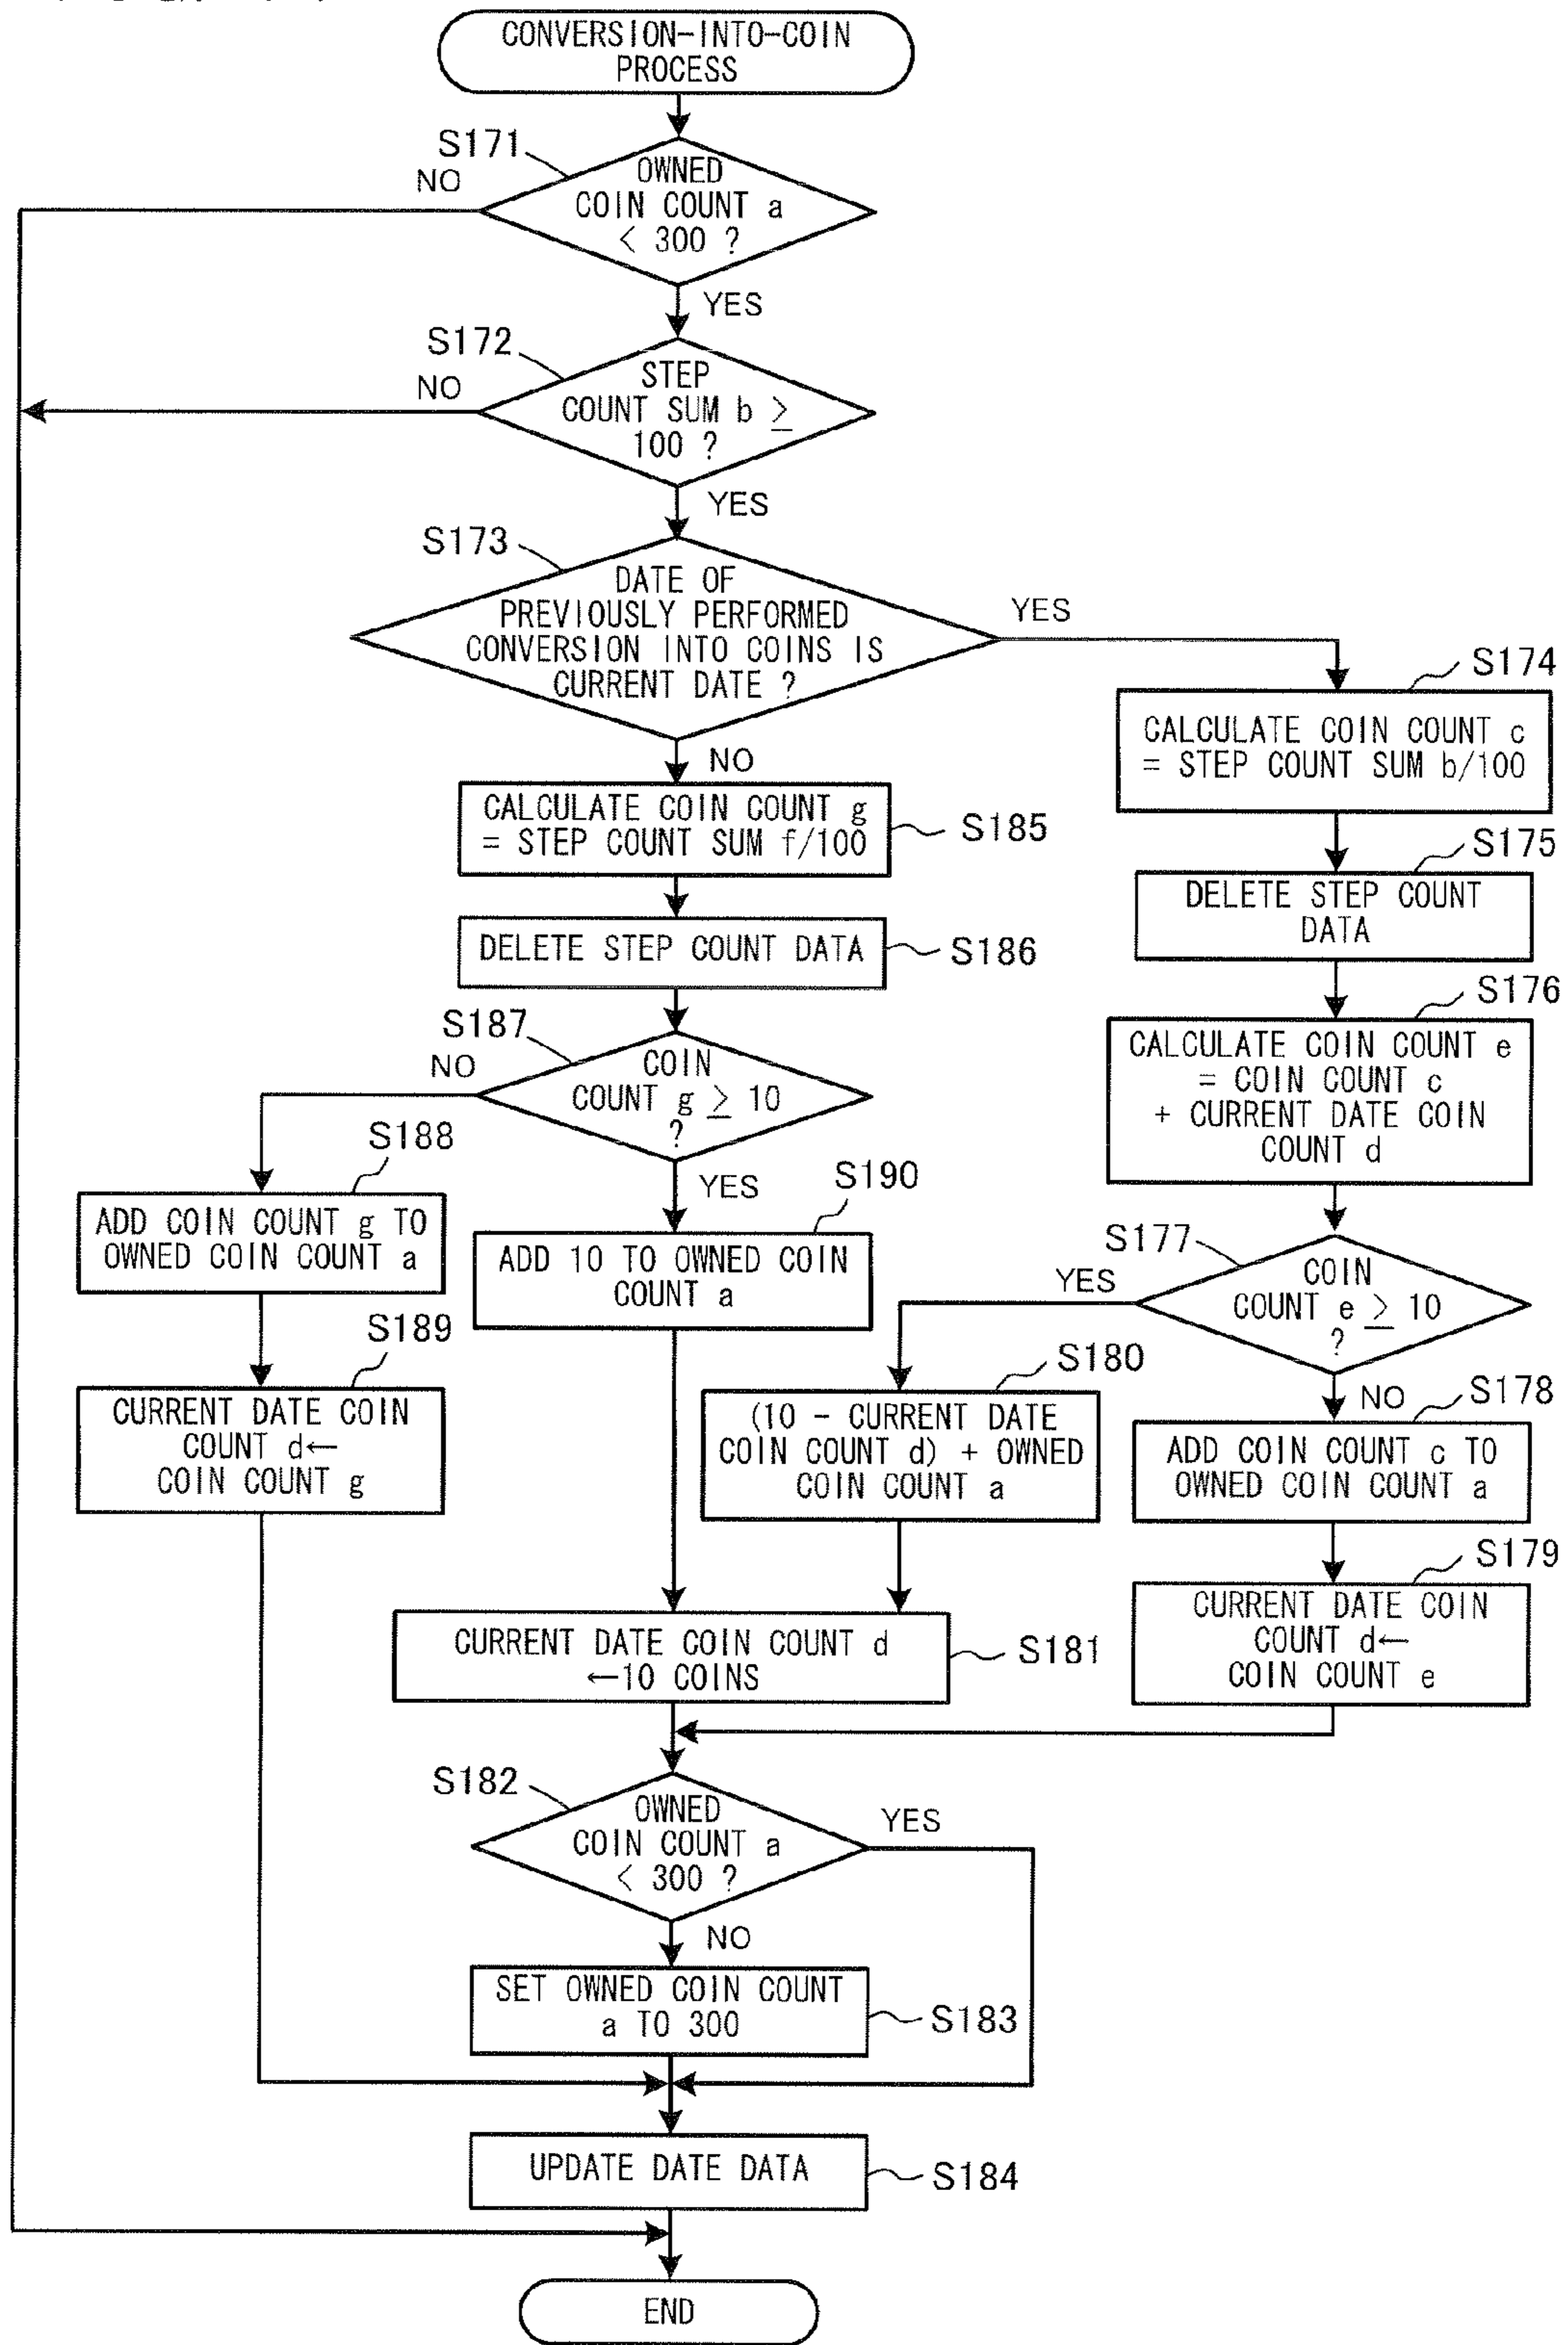 CONVERSION-INTO-COIN
PROCESS
S171
NO
OWNED
COIN COUNT a
< 300 ?
YES
S172
NO
STEP
COUNT SUM b ≥
100 ?
YES
S173
DATE OF
PREVIOUSLY PERFORMED
CONVERSION INTO COINS IS
CURRENT DATE ?
YES
NO
S174
CALCULATE COIN COUNT c
= STEP COUNT SUM b/100
S175
DELETE STEP COUNT
DATA
S176
CALCULATE COIN COUNT e
= COIN COUNT c
+ CURRENT DATE COIN
COUNT d
S177
YES
COIN
COUNT e ≥ 10
?
NO
S178
ADD COIN COUNT c TO
OWNED COIN COUNT a
S179
CURRENT DATE COIN
COUNT d←
COIN COUNT e
S180
(10 - CURRENT DATE
COIN COUNT d) + OWNED
COIN COUNT a
CALCULATE COIN COUNT g
= STEP COUNT SUM f/100
S185
DELETE STEP COUNT DATA
S186
S187
NO
COIN
COUNT g ≥ 10
?
YES
S188
ADD COIN COUNT g TO
OWNED COIN COUNT a
S189
CURRENT DATE COIN
COUNT d←
COIN COUNT g
S190
ADD 10 TO OWNED COIN
COUNT a
CURRENT DATE COIN COUNT d
←10 COINS
S181
S182
OWNED
COIN COUNT a
< 300 ?
YES
NO
SET OWNED COIN COUNT
a TO 300
S183
UPDATE DATE DATA
S184
END